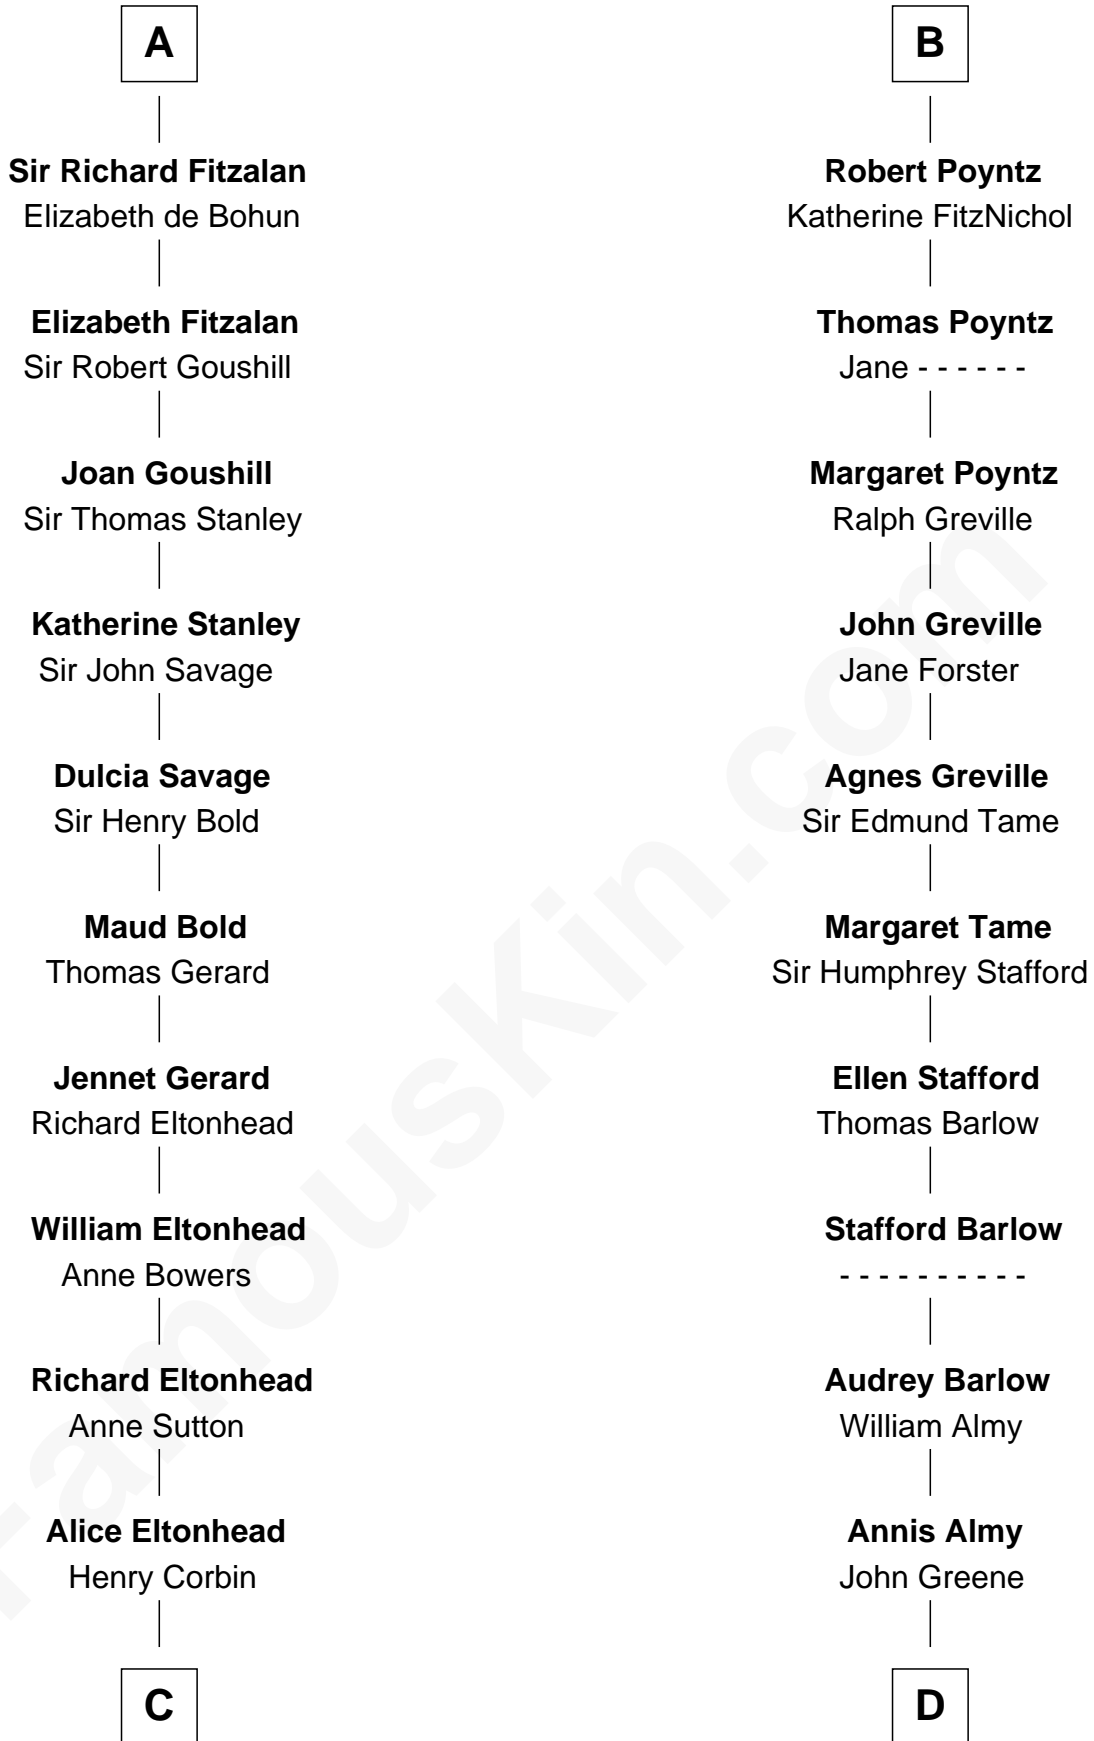 A
Sir Richard Fitzalan
Elizabeth de Bohun
Elizabeth Fitzalan
Sir Robert Goushill
Joan Goushill
Sir Thomas Stanley
Katherine Stanley
Sir John Savage
Dulcia Savage
Sir Henry Bold
Maud Bold
Thomas Gerard
Jennet Gerard
Richard Eltonhead
William Eltonhead
Anne Bowers
Richard Eltonhead
Anne Sutton
Alice Eltonhead
Henry Corbin
C
B
Robert Poyntz
Katherine FitzNichol
Thomas Poyntz
Jane - - - - - -
Margaret Poyntz
Ralph Greville
John Greville
Jane Forster
Agnes Greville
Sir Edmund Tame
Margaret Tame
Sir Humphrey Stafford
Ellen Stafford
Thomas Barlow
Stafford Barlow
- - - - - - - - - -
Audrey Barlow
William Almy
Annis Almy
John Greene
D
FamousKin.com